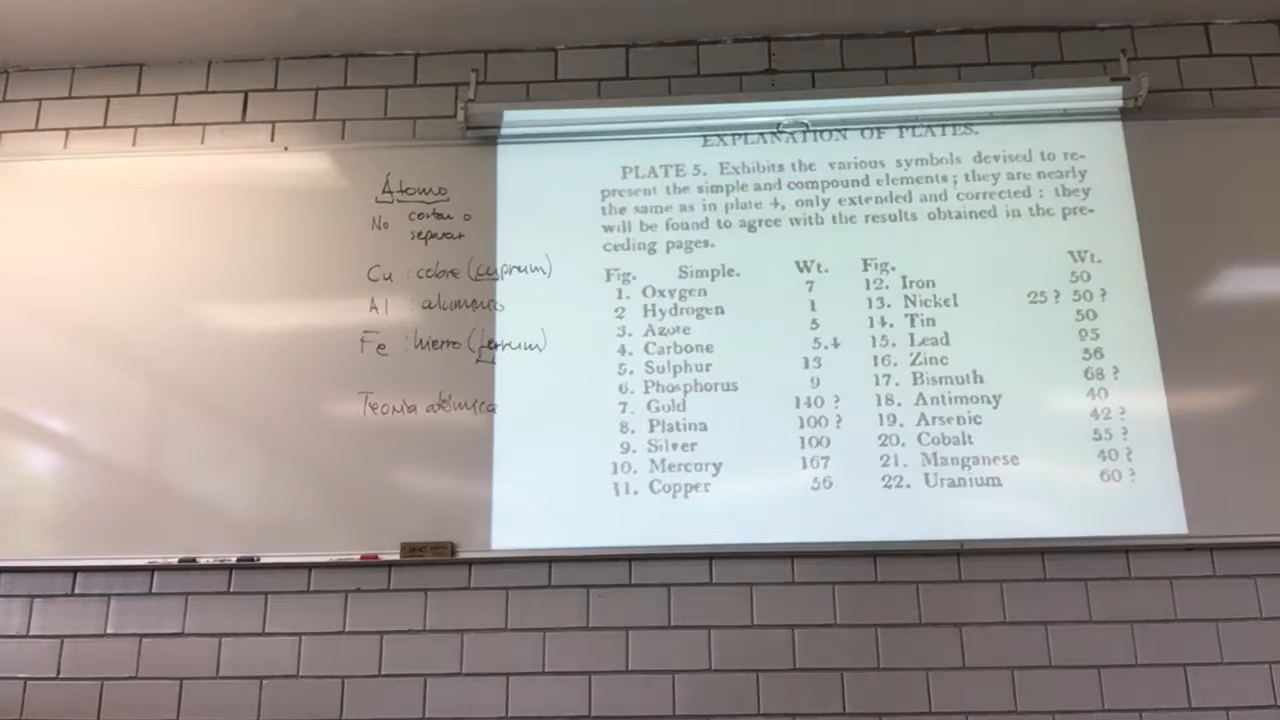 Átomo
No cortar o
separar
Cu : cobre (cuprum)
Al : aluminio
Fe : hierro (ferrum)
Teoría atómica
EXPLANATION OF PLATES.
PLATE 5. Exhibits the various symbols devised to re-
present the simple and compound elements; they are nearly
the same as in plate 4, only extended and corrected: they
will be found to agree with the results obtained in the pre-
ceding pages.
Fig. Simple. Wt.
1. Oxygen 7
2 Hydrogen 1
3. Azote 5
4. Carbone 5.4
5. Sulphur 13
6. Phosphorus 9
7. Gold 140 ?
8. Platina 100 ?
9. Silver 100
10. Mercury 167
11. Copper 56
Fig. Wt.
12. Iron 50
13. Nickel 25 ? 50 ?
14. Tin 50
15. Lead 95
16. Zinc 56
17. Bismuth 68 ?
18. Antimony 40
19. Arsenic 42 ?
20. Cobalt 55 ?
21. Manganese 40 ?
22. Uranium 60 ?